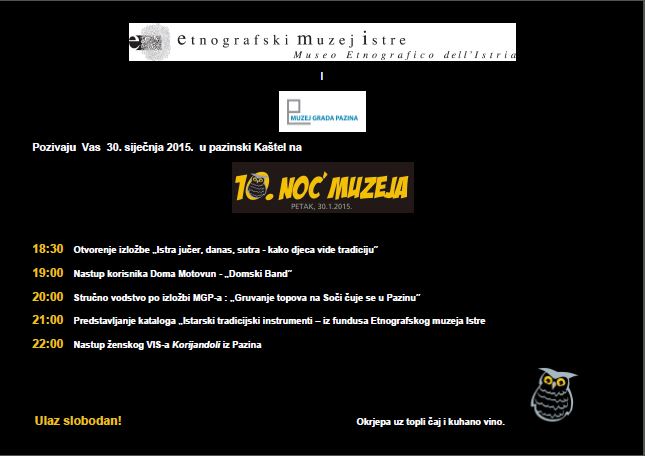 etnografski muzej istre
Museo Etnografico dell'Istria
I
MUZEJ GRADA PAZINA
Pozivaju Vas 30. siječnja 2015. u pazinski Kaštel na
10. NOĆ MUZEJA
PETAK, 30.1.2015.
18:30 Otvorenje izložbe „Istra jučer, danas, sutra - kako djeca vide tradiciju“
19:00 Nastup korisnika Doma Motovun - „Domski Band“
20:00 Stručno vodstvo po izložbi MGP-a : „Gruvanje topova na Soči čuje se u Pazinu“
21:00 Predstavljanje kataloga „Istarski tradicijski instrumenti – iz fundusa Etnografskog muzeja Istre
22:00 Nastup ženskog VIS-a Korijandoli iz Pazina
Ulaz slobodan!
Okrjepa uz topli čaj i kuhano vino.